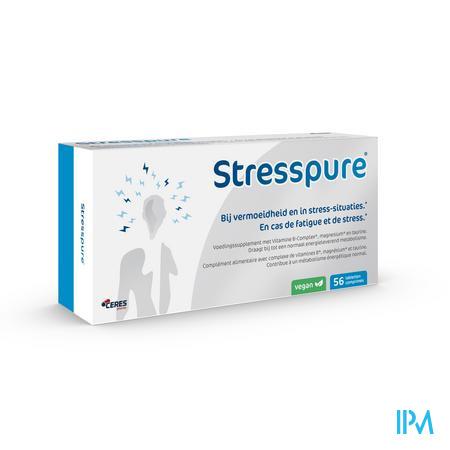 Stresspure
Stresspure®
Bij vermoeidheid en in stress-situaties.*
En cas de fatigue et de stress.*
Voedingssupplement met Vitamine B-Complex*, magnesium* en taurine.
Draagt bij tot een normaal energieleverend metabolisme.
Complément alimentaire avec complexe de vitamines B*, magnésium* et taurine.
Contribue à un métabolisme énergétique normal.
CERES
pharma
vegan
56 tabletten
comprimés
IPM